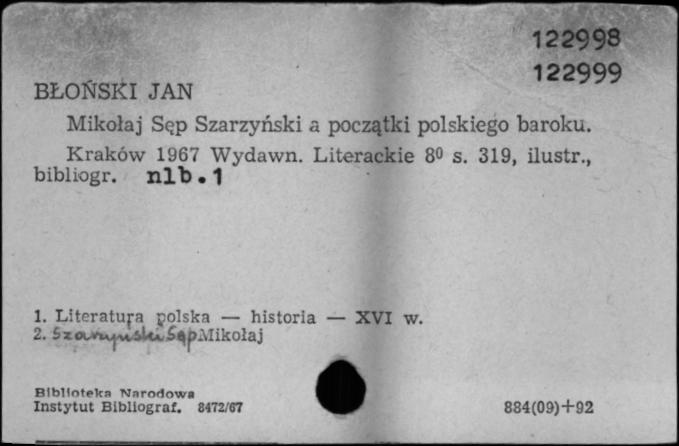 122998
122999
BŁOŃSKI JAN
Mikołaj Sęp Szarzyński a początki polskiego baroku.
Kraków 1967 Wydawn. Literackie 8⁰ s. 319, ilustr.,
bibliogr. nlb.1
1. Literatura polska — historia — XVI w.
2. Szarzyński Sęp Mikołaj
Biblioteka Narodowa
Instytut Bibliograf. 8472/67
884(09)+92